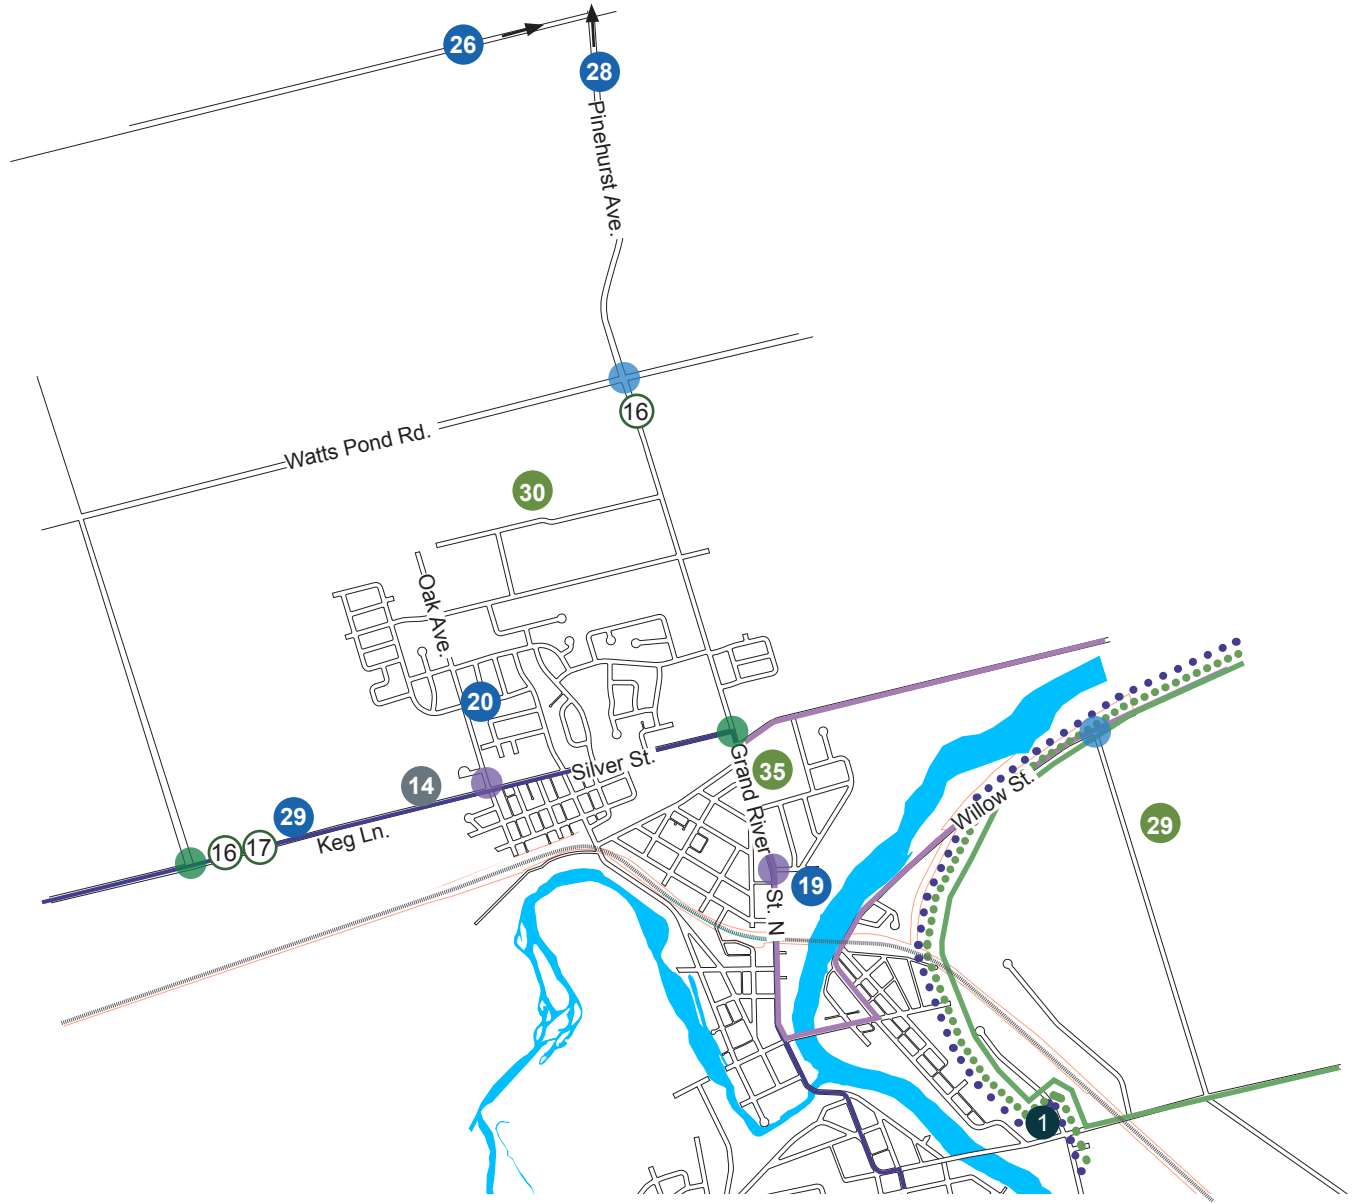 26
28
Pinehurst Ave.
16
Watts Pond Rd.
30
Oak Ave.
20
Silver St.
Grand River St. N
35
14
29
Keg Ln.
16
17
19
Willow St.
29
1